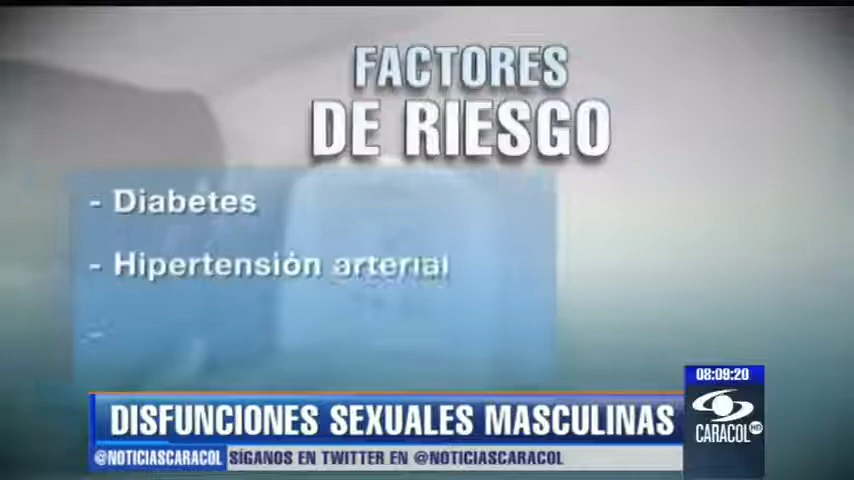 FACTORES
DE RIESGO
- Diabetes
- Hipertensión arterial
-
08:09:20
DISFUNCIONES SEXUALES MASCULINAS
CARACOL HD
@NOTICIASCARACOL SÍGANOS EN TWITTER EN @NOTICIASCARACOL